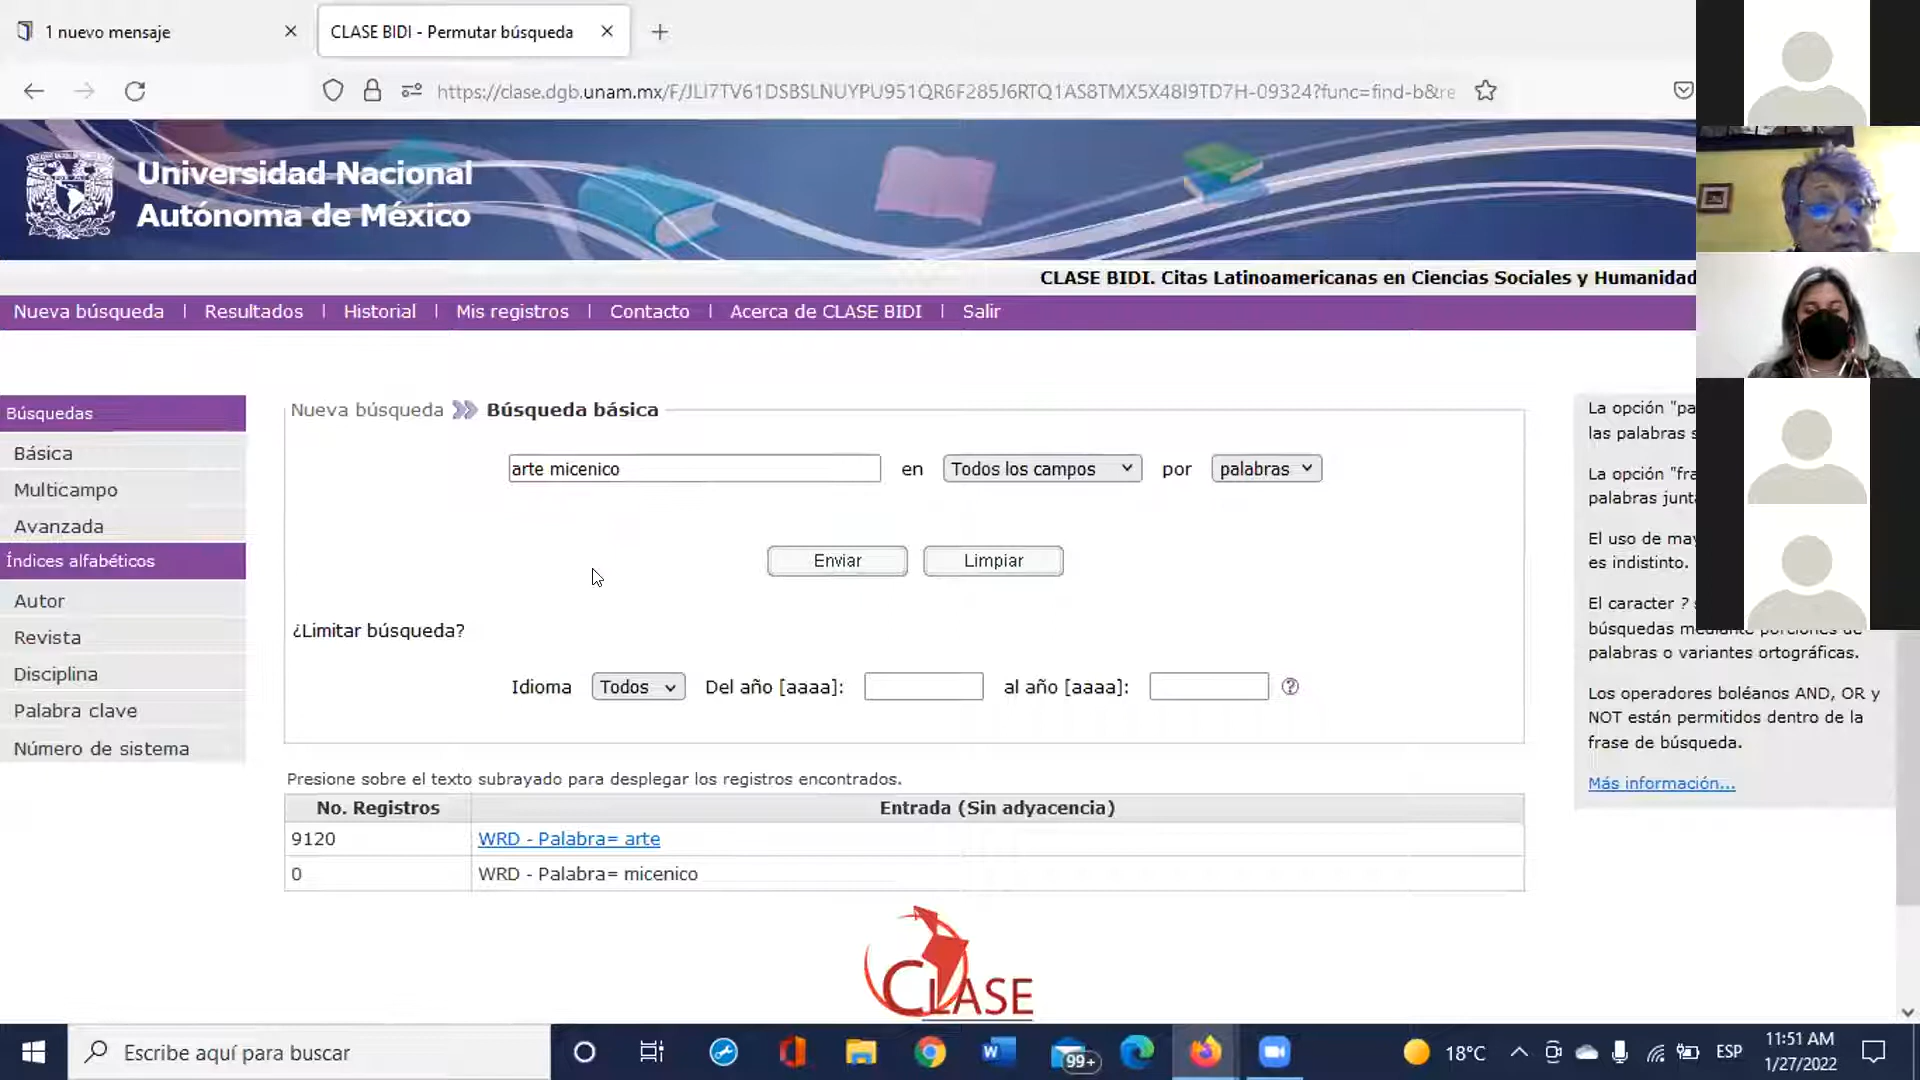 1 nuevo mensaje
CLASE BIDI - Permutar búsqueda
https://clase.dgb.unam.mx/F/JLI7TV61DSBSLNUYPU951QR6F285J6RTQ1AS8TMX5X48I9TD7H-09324?func=find-b&re
Universidad Nacional
Autónoma de México
CLASE BIDI. Citas Latinoamericanas en Ciencias Sociales y Humanidad
Nueva búsqueda | Resultados | Historial | Mis registros | Contacto | Acerca de CLASE BIDI | Salir
Búsquedas
Básica
Multicampo
Avanzada
Índices alfabéticos
Autor
Revista
Disciplina
Palabra clave
Número de sistema
Nueva búsqueda Búsqueda básica
arte micenico en Todos los campos por palabras
Enviar Limpiar
¿Limitar búsqueda?
Idioma Todos Del año [aaaa]: al año [aaaa]:
Presione sobre el texto subrayado para desplegar los registros encontrados.
No. Registros Entrada (Sin adyacencia)
9120 WRD - Palabra= arte
0 WRD - Palabra= micenico
La opción "pa
las palabras s
La opción "fra
palabras junta
El uso de may
es indistinto.
El caracter ? s
búsquedas mediante porciones de
palabras o variantes ortográficas.
Los operadores boléanos AND, OR y
NOT están permitidos dentro de la
frase de búsqueda.
Más información...
CLASE
Escribe aquí para buscar
99+
18°C
ESP
11:51 AM
1/27/2022